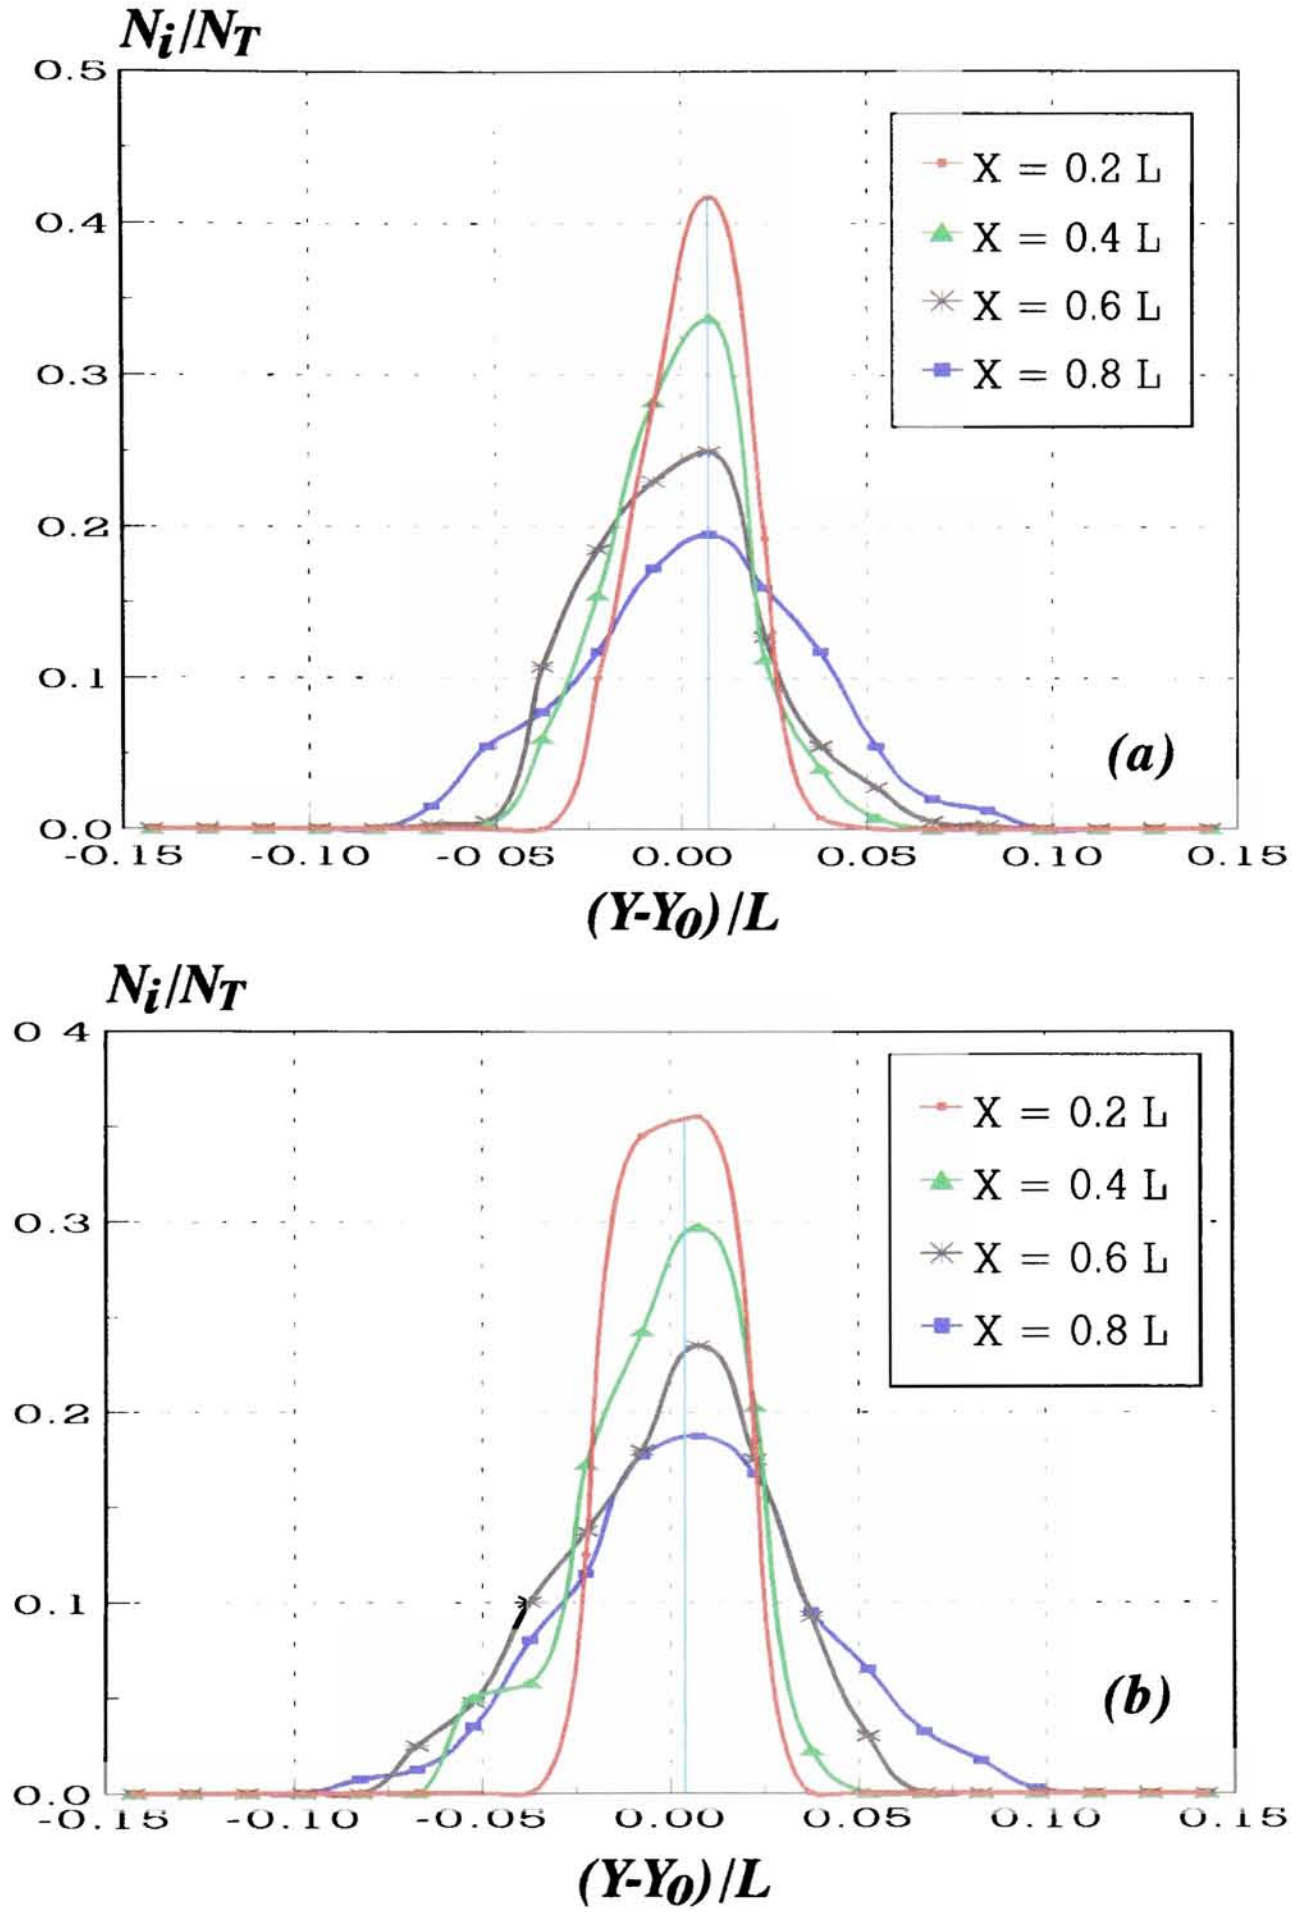 Ni/NT
0.5
0.4
0.3
0.2
0.1
0.0
-0.15 -0.10 -0 05 0.00 0.05 0.10 0.15
(Y-Y0)/L
X = 0.2 L
X = 0.4 L
X = 0.6 L
X = 0.8 L
(a)
Ni/NT
0 4
0.3
0.2
0.1
0.0
-0.15 -0.10 -0.05 0.00 0.05 0.10 0.15
(Y-Y0)/L
X = 0.2 L
X = 0.4 L
X = 0.6 L
X = 0.8 L
(b)